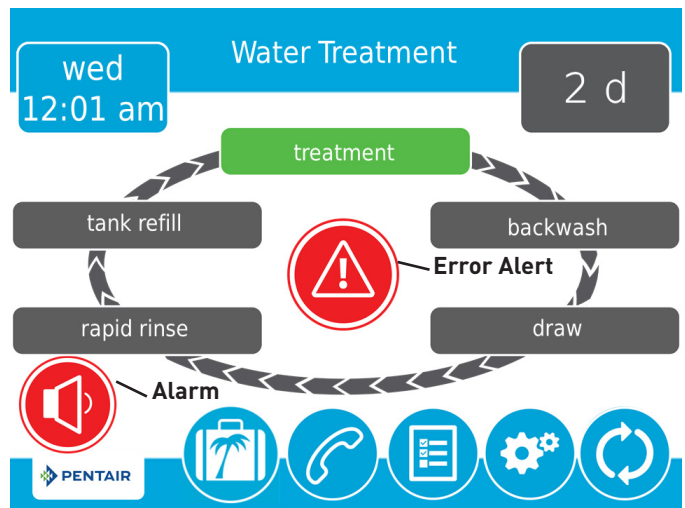 Water Treatment
wed
12:01 am
2 d
treatment
tank refill
backwash
Error Alert
rapid rinse
draw
Alarm
PENTAIR